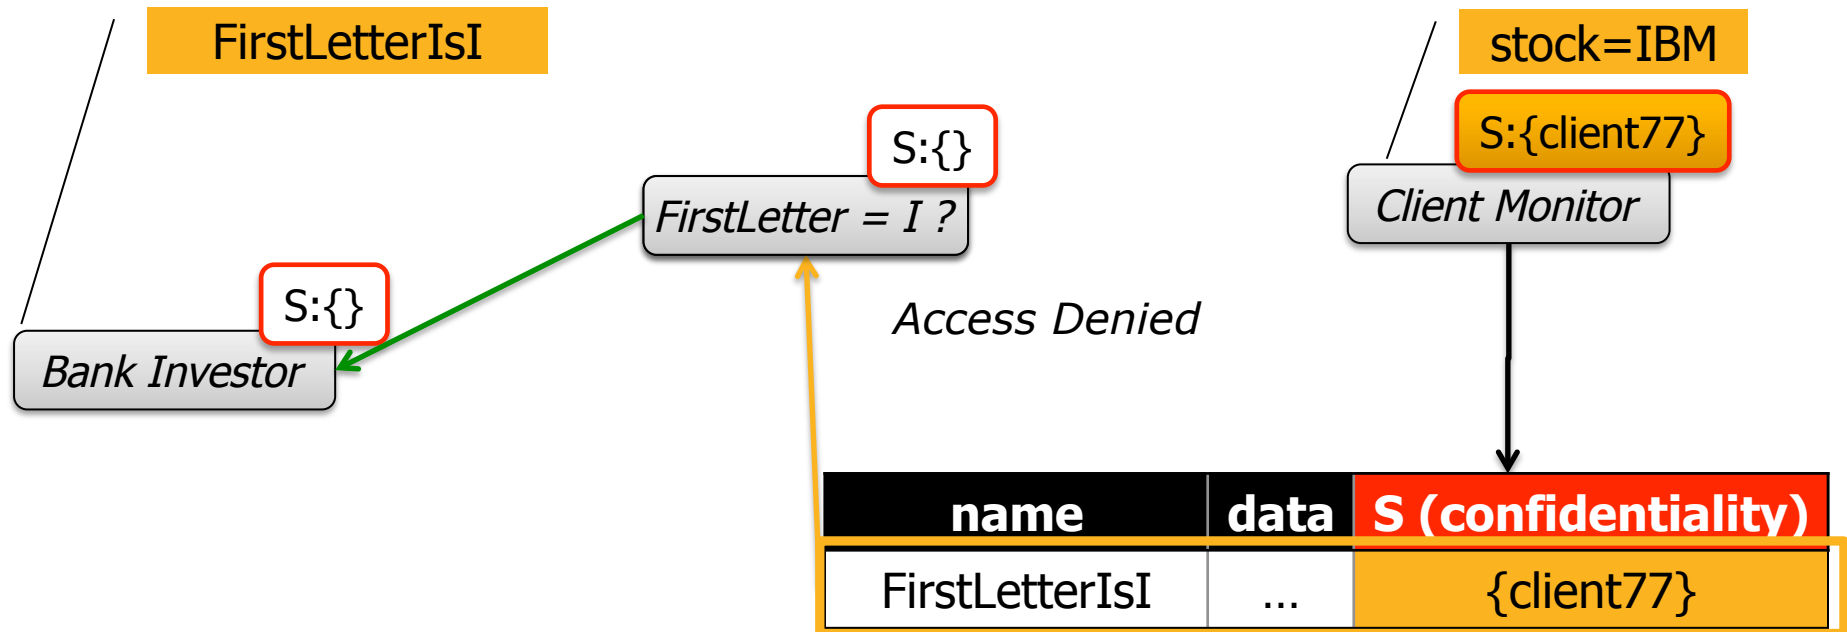 FirstLetterIsI
stock=IBM
S:{}
S:{client77}
FirstLetter = I ?
Client Monitor
S:{}
Access Denied
Bank Investor
name data S (confidentiality)
FirstLetterIsI ... {client77}